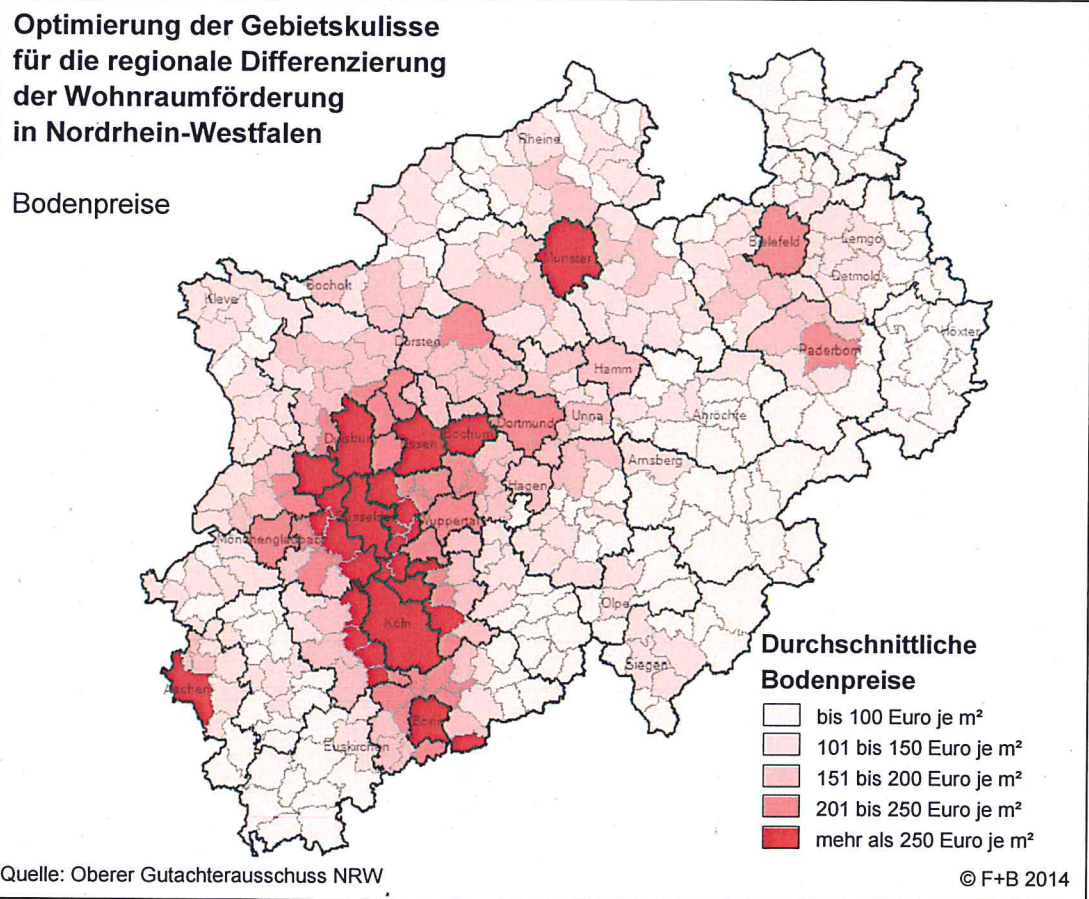 Optimierung der Gebietskulisse
für die regionale Differenzierung
der Wohnraumförderung
in Nordrhein-Westfalen
Bodenpreise
Rheine
Münster
Bielefeld
Lemgo
Detmold
Bocholt
Kleve
Höxter
Dorsten
Paderborn
Hamm
Duisburg
Essen
Bochum
Dortmund
Unna
Anröchte
Arnsberg
Hagen
Düsseldorf
Wuppertal
Mönchengladbach
Olpe
Köln
Siegen
Aachen
Bonn
Euskirchen
Durchschnittliche
Bodenpreise
bis 100 Euro je m²
101 bis 150 Euro je m²
151 bis 200 Euro je m²
201 bis 250 Euro je m²
mehr als 250 Euro je m²
Quelle: Oberer Gutachterausschuss NRW
© F+B 2014